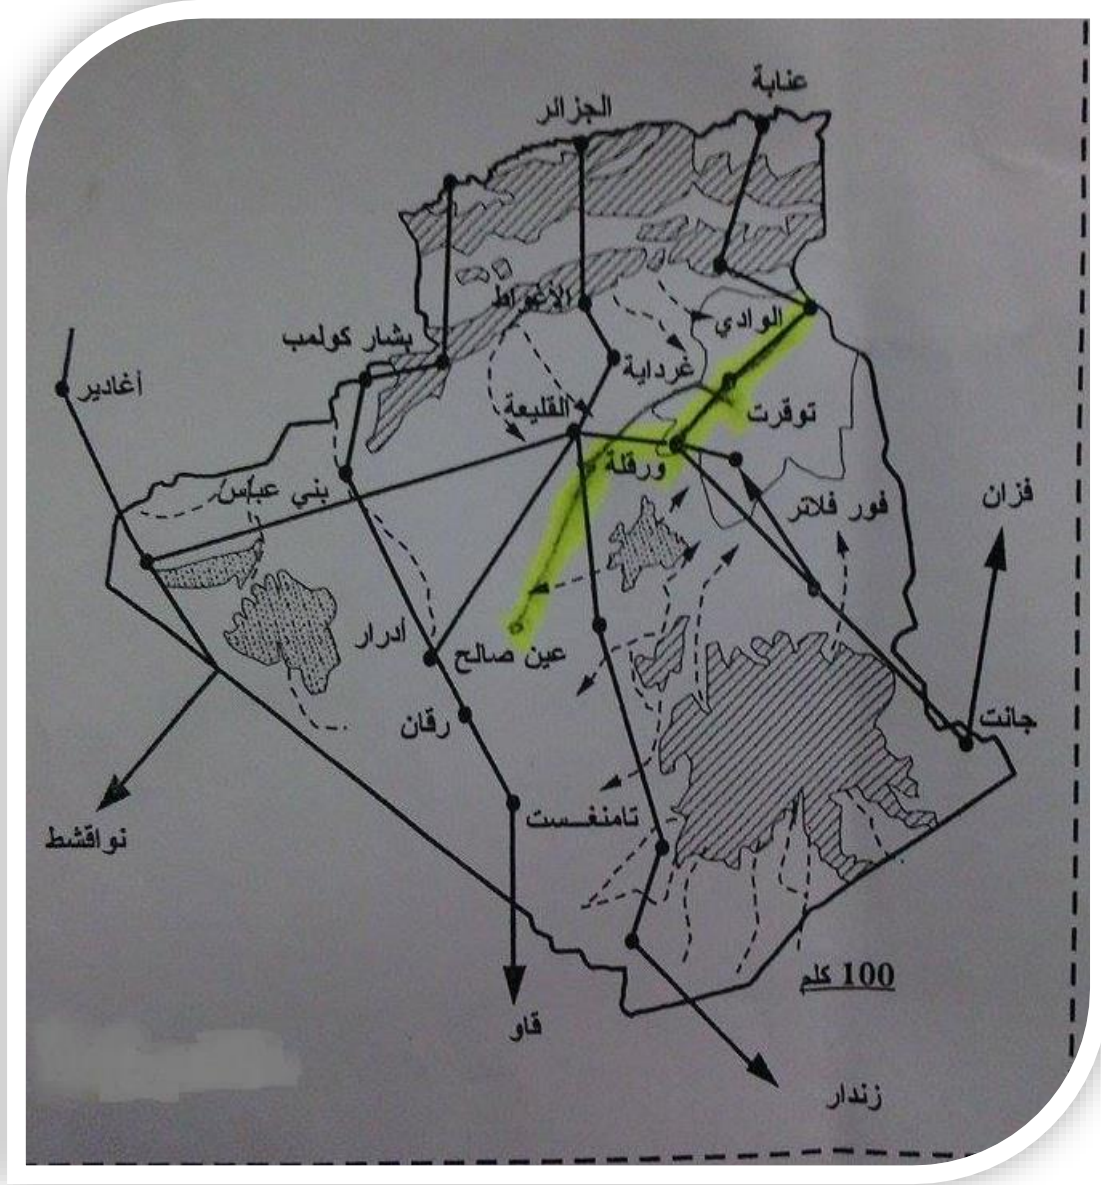 عنابة
الجزائر
الأغواط
الوادي
بشار كولمب
غرداية
أغادير
القليعة
توقرت
ورقلة
بني عباس
فور فلاتر
فزان
أدرار
عين صالح
رقان
جانت
تامنغست
نواقشط
100 كلم
قاو
زندار